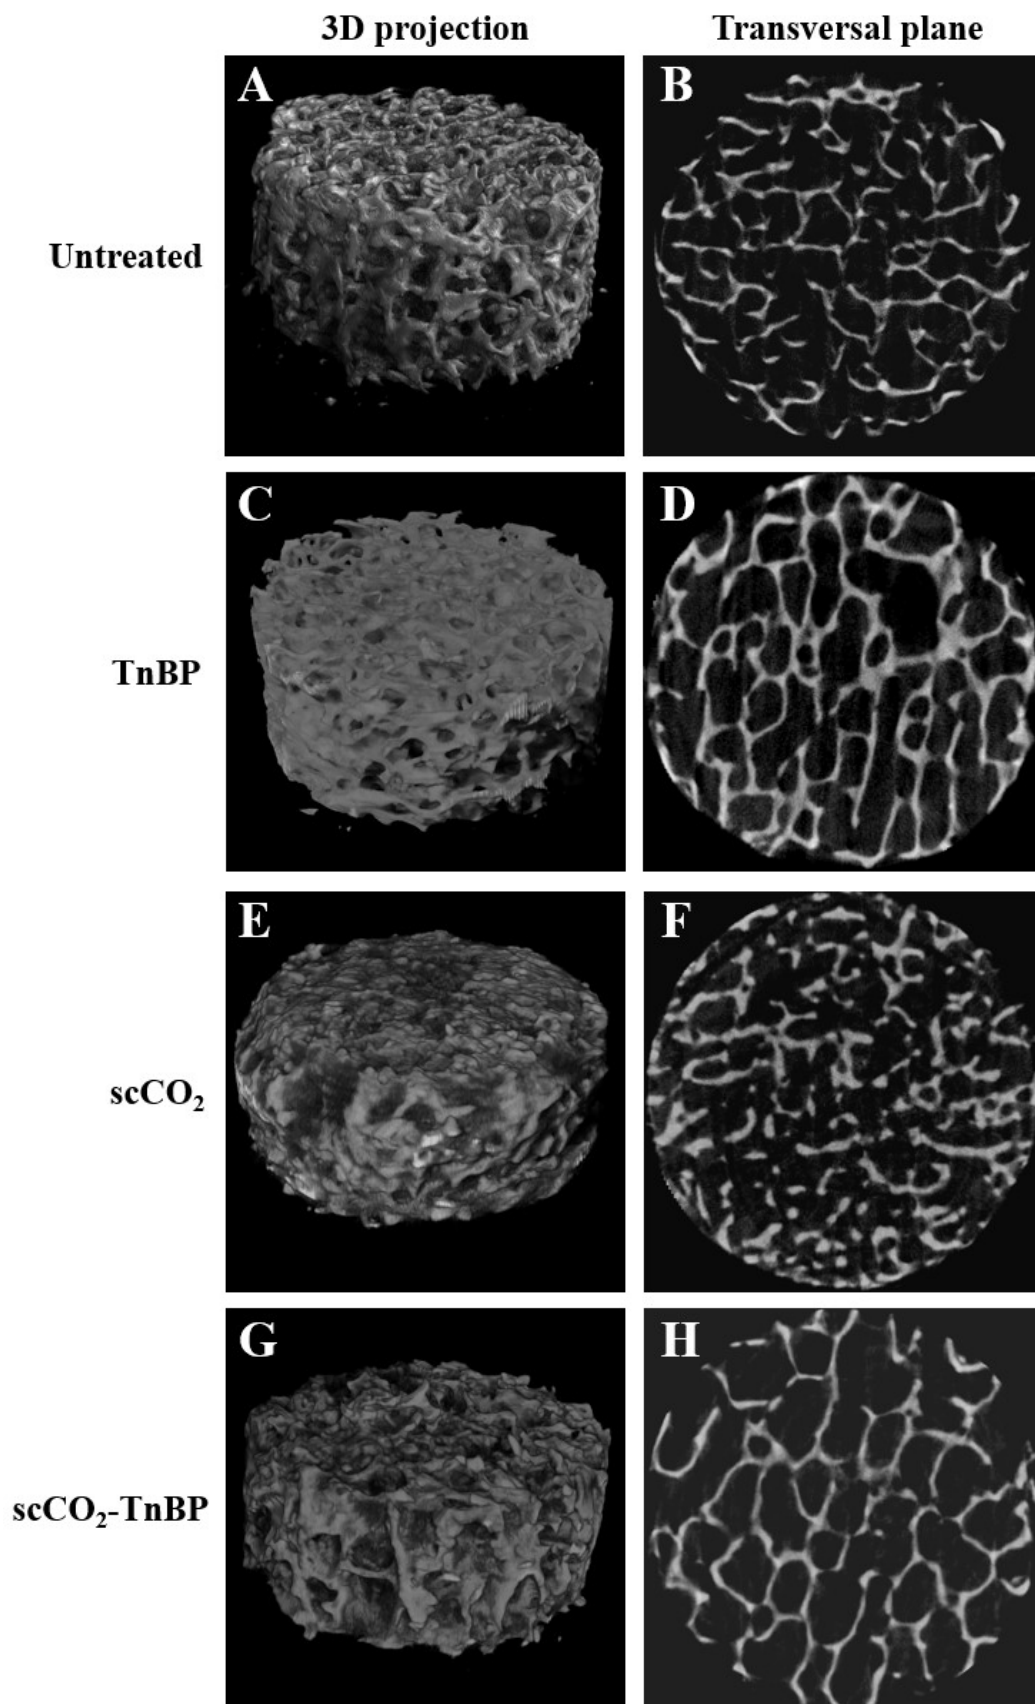 3D projection Transversal plane
A B
Untreated
C D
TnBP
E F
scCO₂
G H
scCO₂-TnBP